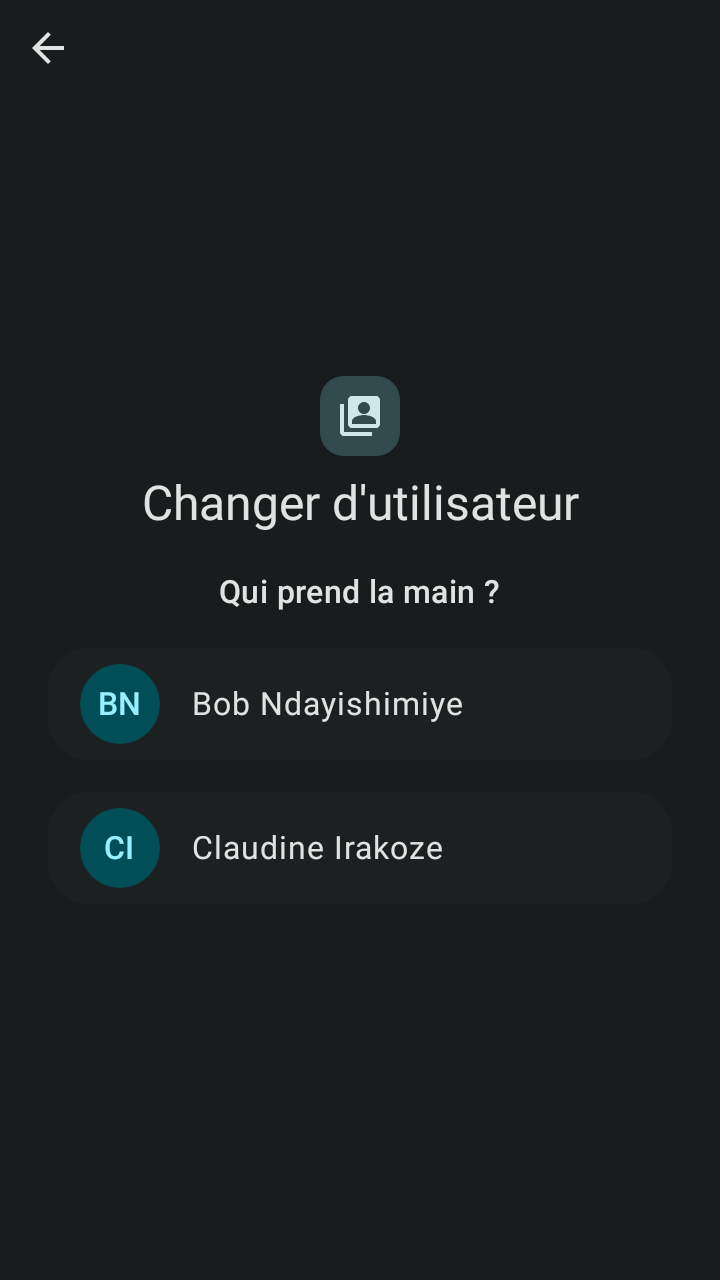 Changer d'utilisateur
Qui prend la main ?
BN Bob Ndayishimiye
CI Claudine Irakoze